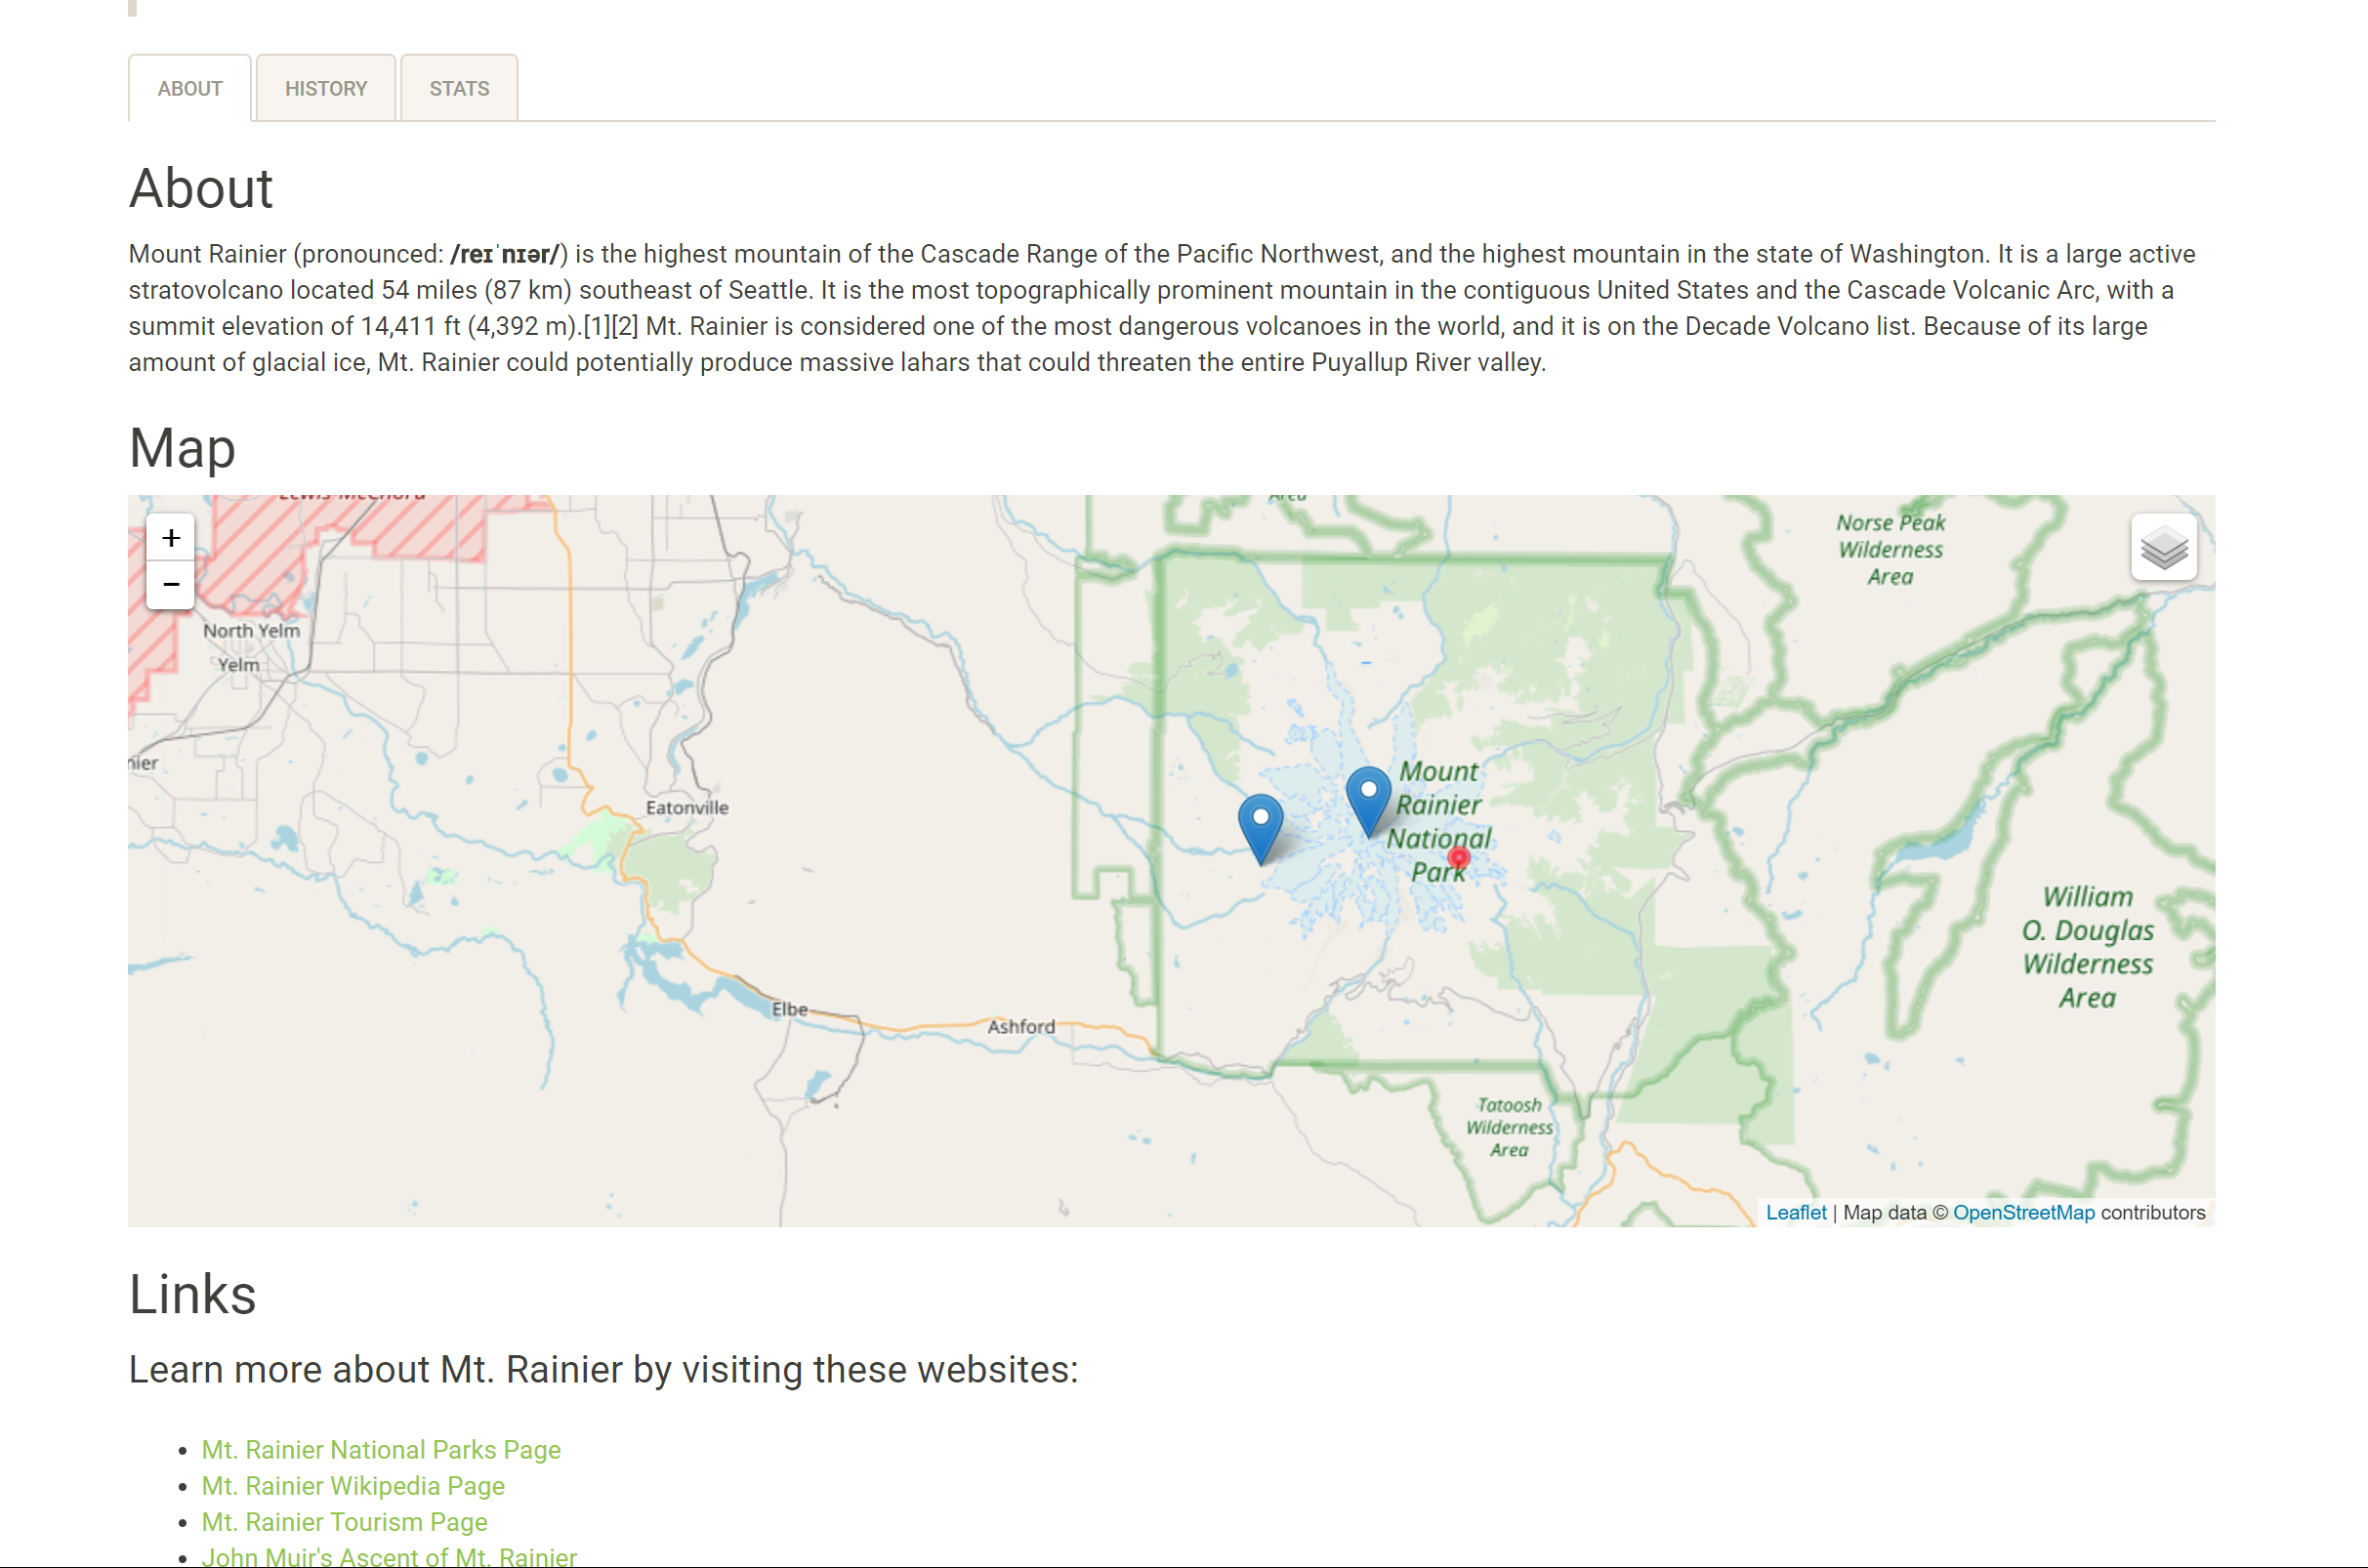 ABOUT
HISTORY
STATS
About
Mount Rainier (pronounced: /reɪˈnɪər/) is the highest mountain of the Cascade Range of the Pacific Northwest, and the highest mountain in the state of Washington. It is a large active
stratovolcano located 54 miles (87 km) southeast of Seattle. It is the most topographically prominent mountain in the contiguous United States and the Cascade Volcanic Arc, with a
summit elevation of 14,411 ft (4,392 m).[1][2] Mt. Rainier is considered one of the most dangerous volcanoes in the world, and it is on the Decade Volcano list. Because of its large
amount of glacial ice, Mt. Rainier could potentially produce massive lahars that could threaten the entire Puyallup River valley.
Map
Lewis-McChord
Area
+
−
Norse Peak
Wilderness
Area
North Yelm
Yelm
nier
Eatonville
Mount
Rainier
National
Park
William
O. Douglas
Wilderness
Area
Elbe
Ashford
Tatoosh
Wilderness
Area
Leaflet | Map data © OpenStreetMap contributors
Links
Learn more about Mt. Rainier by visiting these websites:
• Mt. Rainier National Parks Page
• Mt. Rainier Wikipedia Page
• Mt. Rainier Tourism Page
• John Muir's Ascent of Mt. Rainier